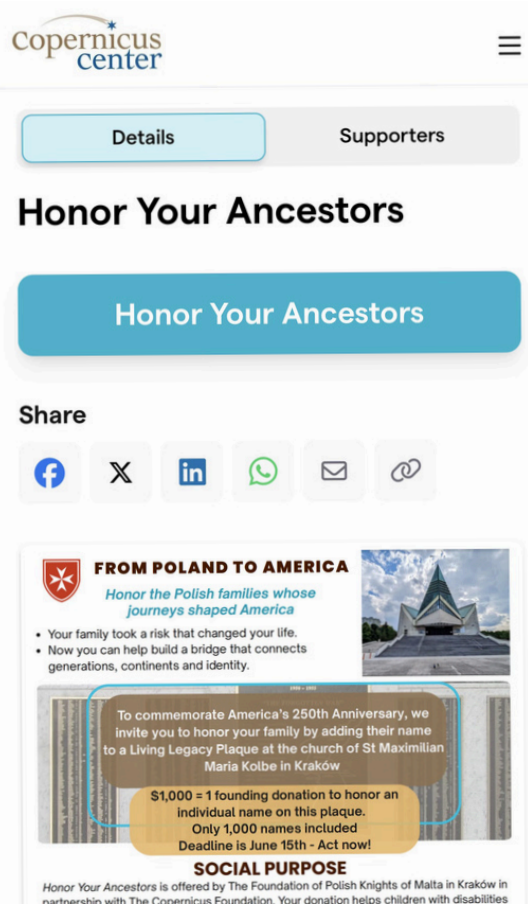 Copernicus
center
Details
Supporters
Honor Your Ancestors
Honor Your Ancestors
Share
FROM POLAND TO AMERICA
Honor the Polish families whose
journeys shaped America
• Your family took a risk that changed your life.
• Now you can help build a bridge that connects
generations, continents and identity.
To commemorate America's 250th Anniversary, we
invite you to honor your family by adding their name
to a Living Legacy Plaque at the church of St Maximilian
Maria Kolbe in Kraków
$1,000 = 1 founding donation to honor an
individual name on this plaque.
Only 1,000 names included
Deadline is June 15th - Act now!
SOCIAL PURPOSE
Honor Your Ancestors is offered by The Foundation of Polish Knights of Malta in Kraków in
partnership with The Copernicus Foundation. Your donation helps children with disabilities